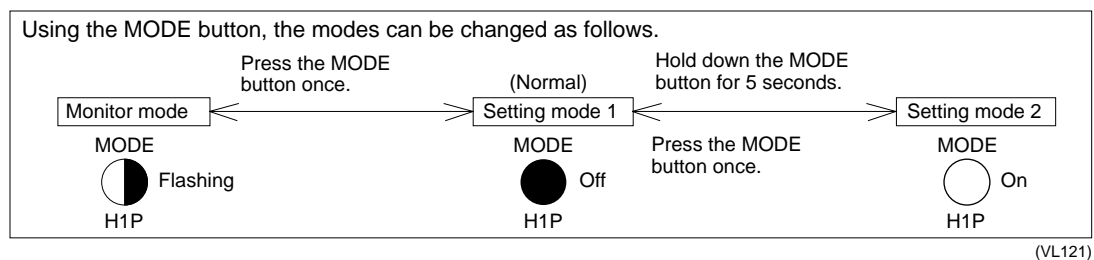 Using the MODE button, the modes can be changed as follows.
Press the MODE
button once.
(Normal)
Hold down the MODE
button for 5 seconds.
Monitor mode
Setting mode 1
Setting mode 2
Press the MODE
button once.
MODE
Flashing
H1P
MODE
Off
H1P
MODE
On
H1P
(VL121)